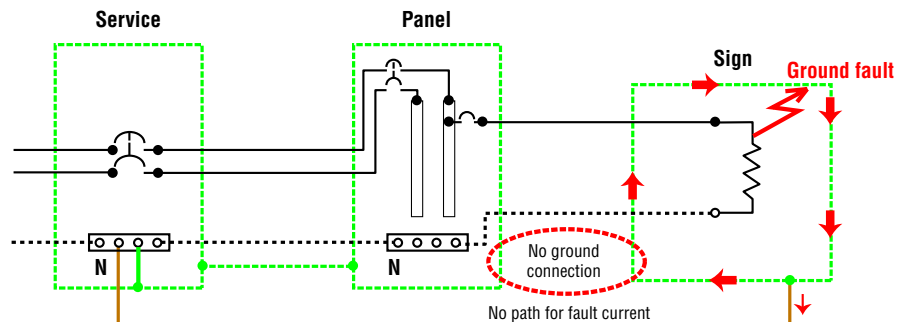 Service
Panel
Sign
Ground fault
N
N
No ground
connection
No path for fault current